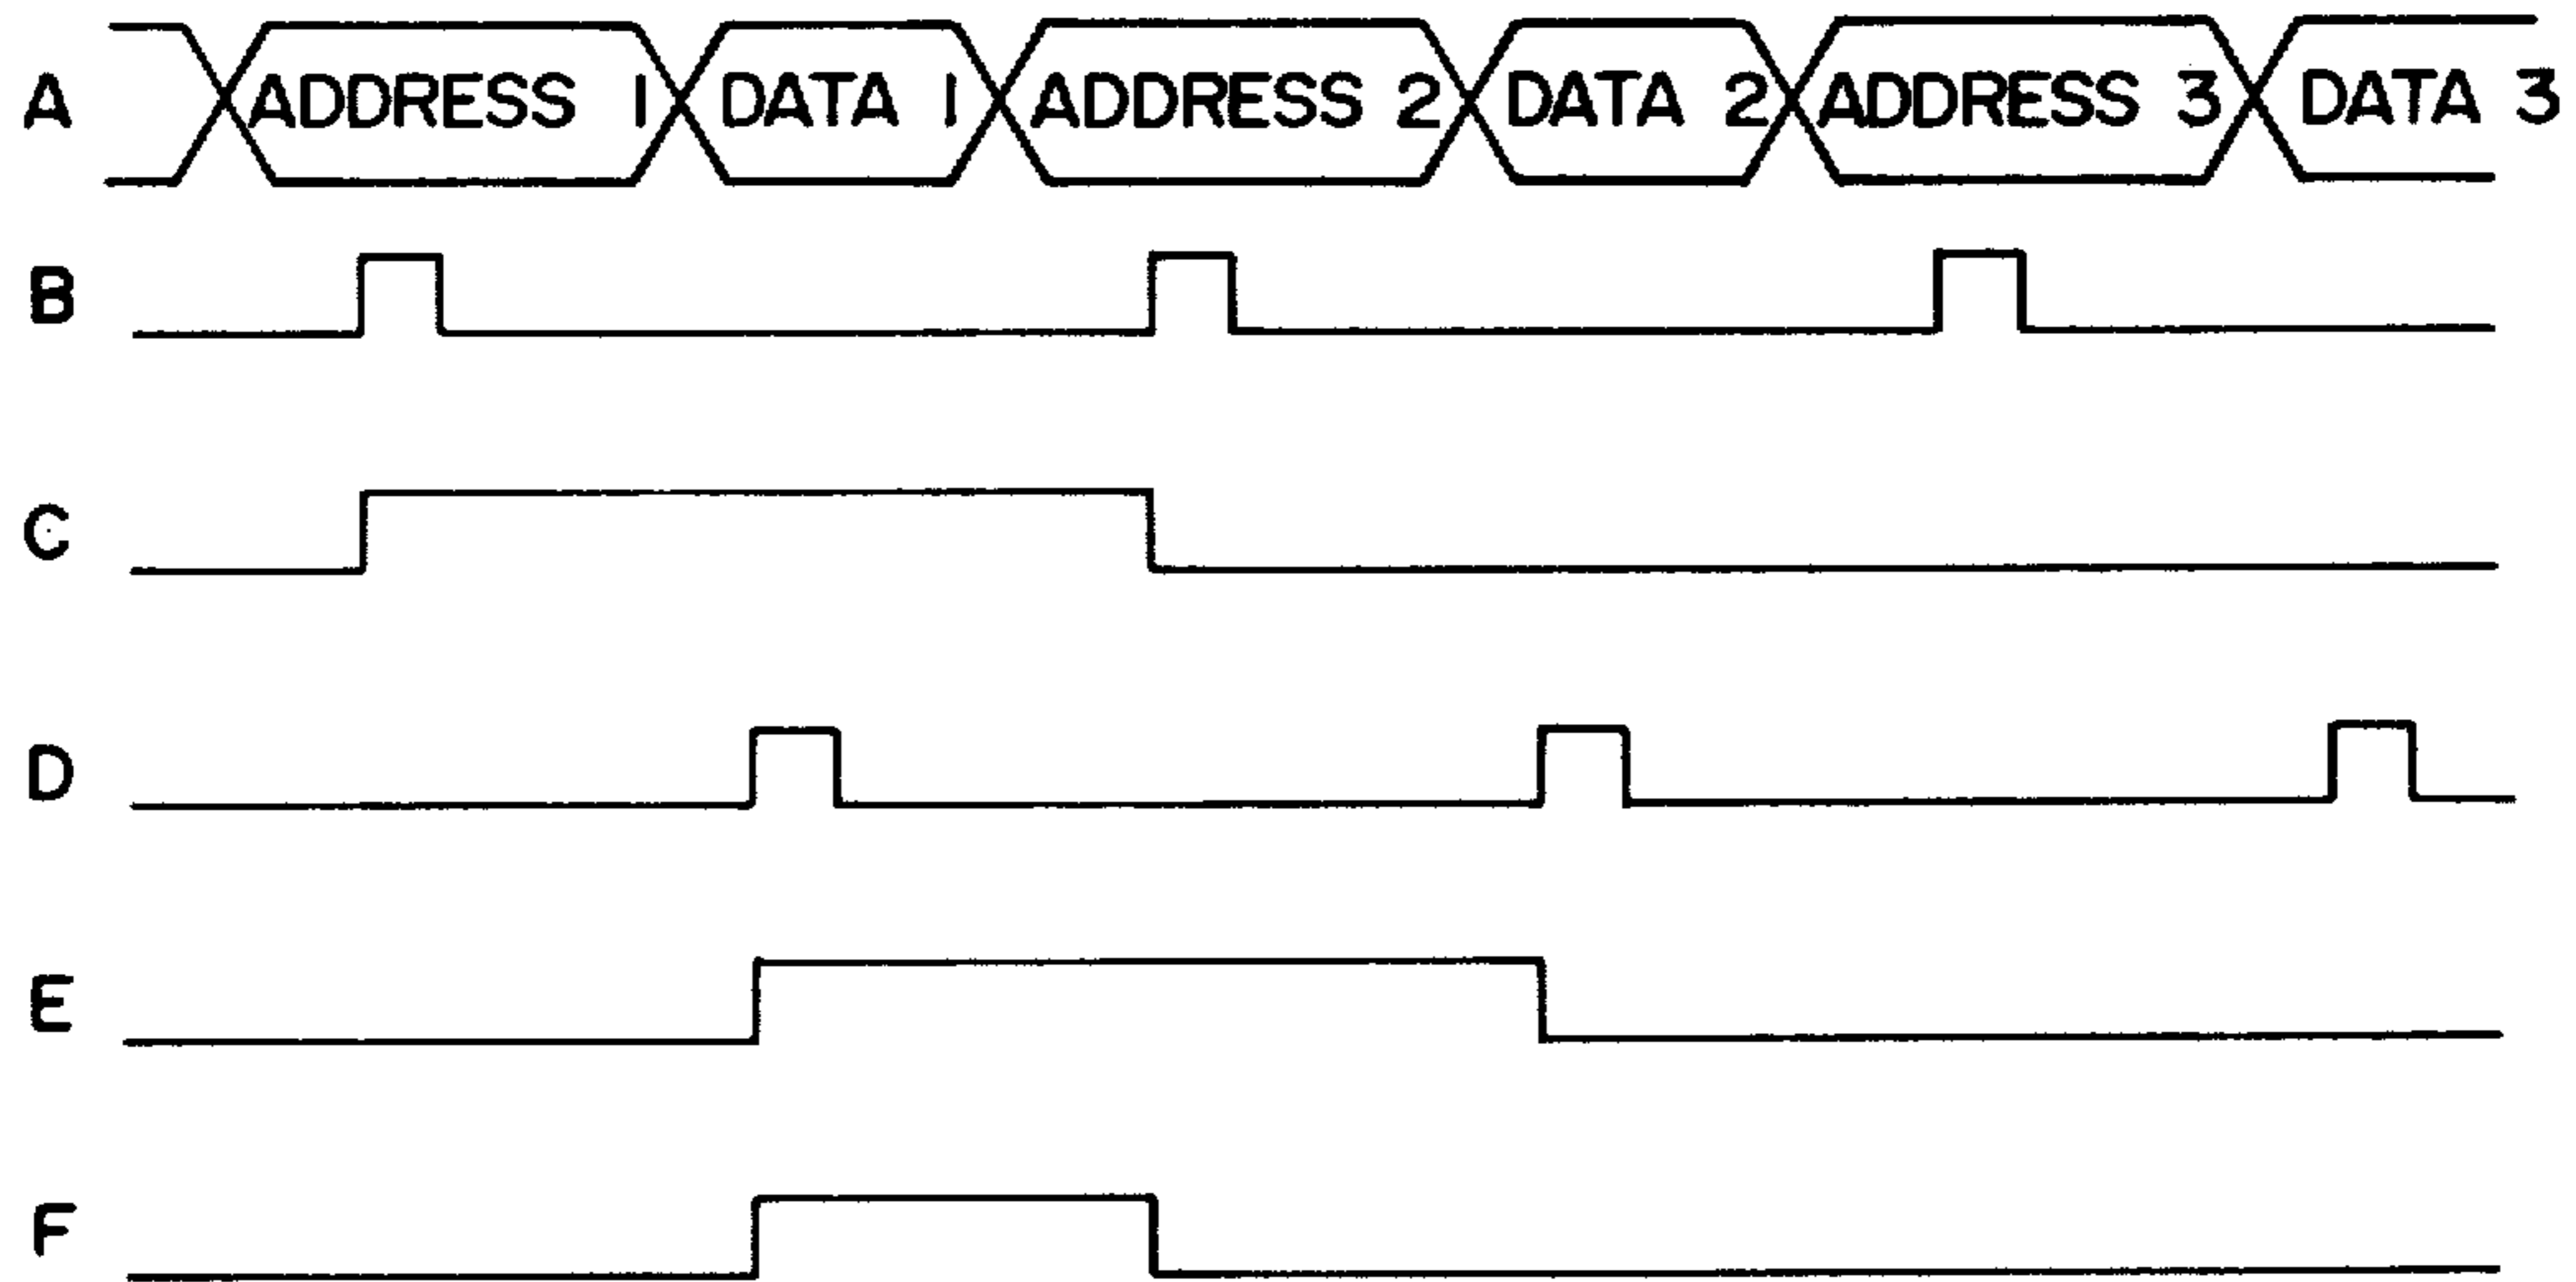 A ADDRESS 1 DATA 1 ADDRESS 2 DATA 2 ADDRESS 3 DATA 3
B
C
D
E
F